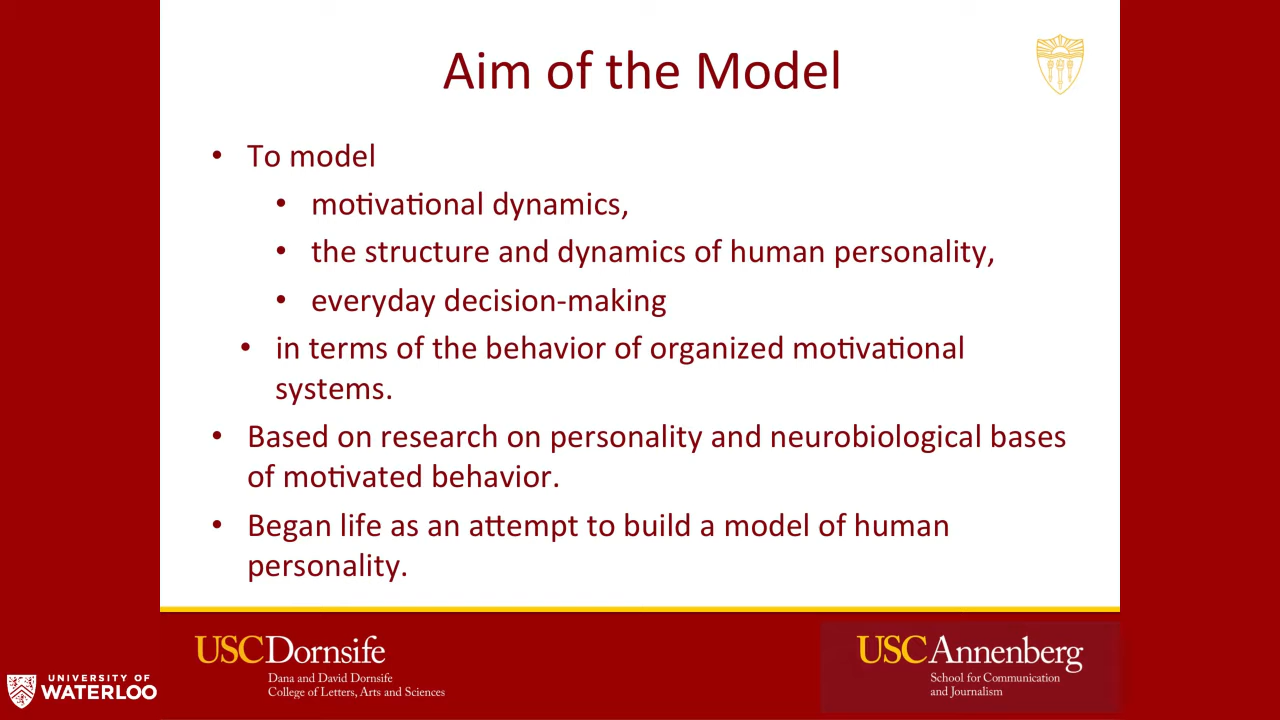 Aim of the Model
• To model
• motivational dynamics,
• the structure and dynamics of human personality,
• everyday decision-making
• in terms of the behavior of organized motivational
systems.
• Based on research on personality and neurobiological bases
of motivated behavior.
• Began life as an attempt to build a model of human
personality.
USCDornsife
Dana and David Dornsife
College of Letters, Arts and Sciences
USCAnnenberg
School for Communication
and Journalism
UNIVERSITY OF
WATERLOO